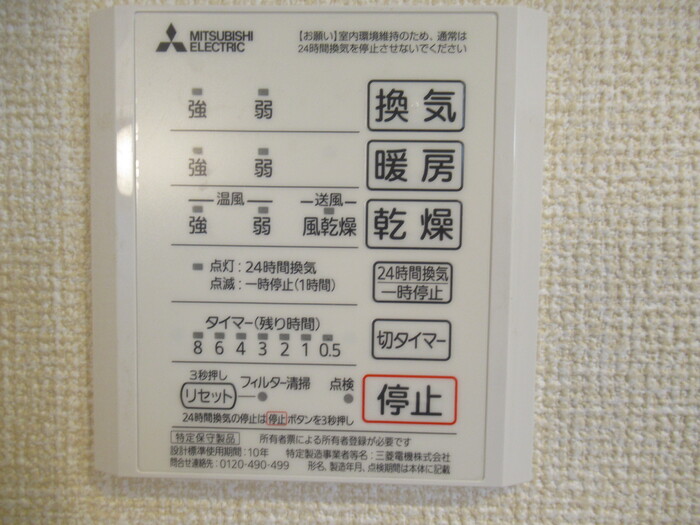 MITSUBISHI
ELECTRIC
【お願い】室内環境維持のため、通常は
24時間換気を停止させないでください
強 弱 換気
強 弱 暖房
温風 送風
強 弱 風乾燥 乾燥
点灯:24時間換気
点滅:一時停止(1時間)
24時間換気
一時停止
タイマー(残り時間)
8 6 4 3 2 1 0.5
切タイマー
3秒押し
リセット フィルター清掃 点検
停止
24時間換気の停止は停止ボタンを3秒押し
特定保守製品 所有者票による所有者登録が必要です
設計標準使用期間:10年 特定製造事業者等名:三菱電機株式会社
問合せ連絡先:0120-490-499 形名、製造年月、点検期間は本体に記載